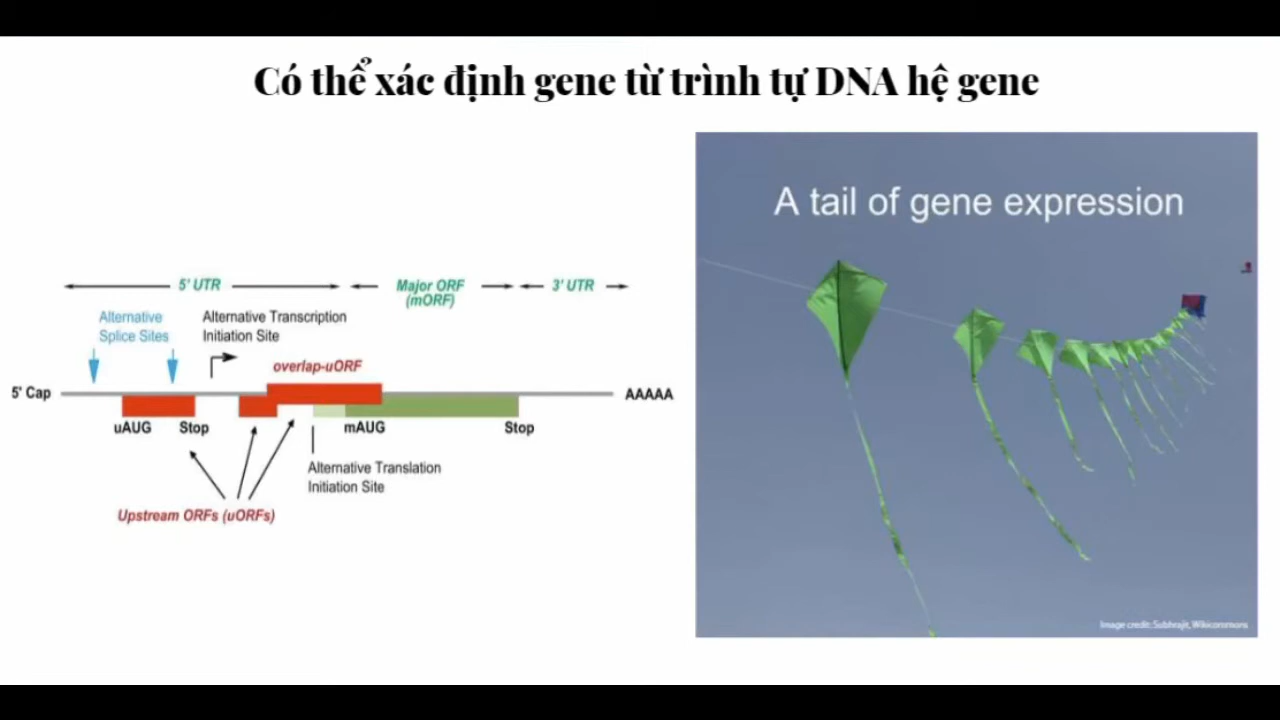 Có thể xác định gene từ trình tự DNA hệ gene
5' UTR
Major ORF
(mORF)
3' UTR
Alternative
Splice Sites
Alternative Transcription
Initiation Site
overlap-uORF
5' Cap
AAAAA
uAUG
Stop
mAUG
Stop
Alternative Translation
Initiation Site
Upstream ORFs (uORFs)
A tail of gene expression
Image credit: Subhrajit, Wikicommons